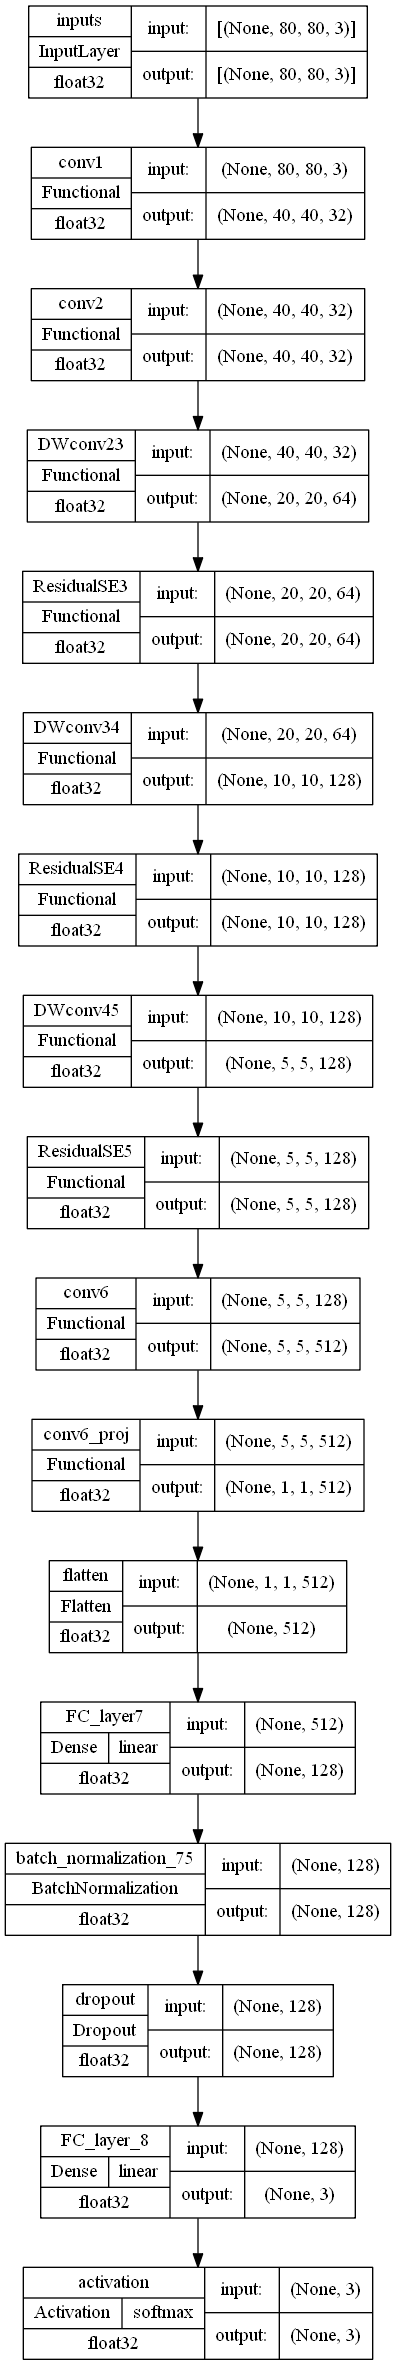 inputs
InputLayer
float32
input:
[(None, 80, 80, 3)]
output:
[(None, 80, 80, 3)]
conv1
Functional
float32
input:
(None, 80, 80, 3)
output:
(None, 40, 40, 32)
conv2
Functional
float32
input:
(None, 40, 40, 32)
output:
(None, 40, 40, 32)
DWconv23
Functional
float32
input:
(None, 40, 40, 32)
output:
(None, 20, 20, 64)
ResidualSE3
Functional
float32
input:
(None, 20, 20, 64)
output:
(None, 20, 20, 64)
DWconv34
Functional
float32
input:
(None, 20, 20, 64)
output:
(None, 10, 10, 128)
ResidualSE4
Functional
float32
input:
(None, 10, 10, 128)
output:
(None, 10, 10, 128)
DWconv45
Functional
float32
input:
(None, 10, 10, 128)
output:
(None, 5, 5, 128)
ResidualSE5
Functional
float32
input:
(None, 5, 5, 128)
output:
(None, 5, 5, 128)
conv6
Functional
float32
input:
(None, 5, 5, 128)
output:
(None, 5, 5, 512)
conv6_proj
Functional
float32
input:
(None, 5, 5, 512)
output:
(None, 1, 1, 512)
flatten
Flatten
float32
input:
(None, 1, 1, 512)
output:
(None, 512)
FC_layer7
Dense linear
float32
input:
(None, 512)
output:
(None, 128)
batch_normalization_75
BatchNormalization
float32
input:
(None, 128)
output:
(None, 128)
dropout
Dropout
float32
input:
(None, 128)
output:
(None, 128)
FC_layer_8
Dense linear
float32
input:
(None, 128)
output:
(None, 3)
activation
Activation softmax
float32
input:
(None, 3)
output:
(None, 3)